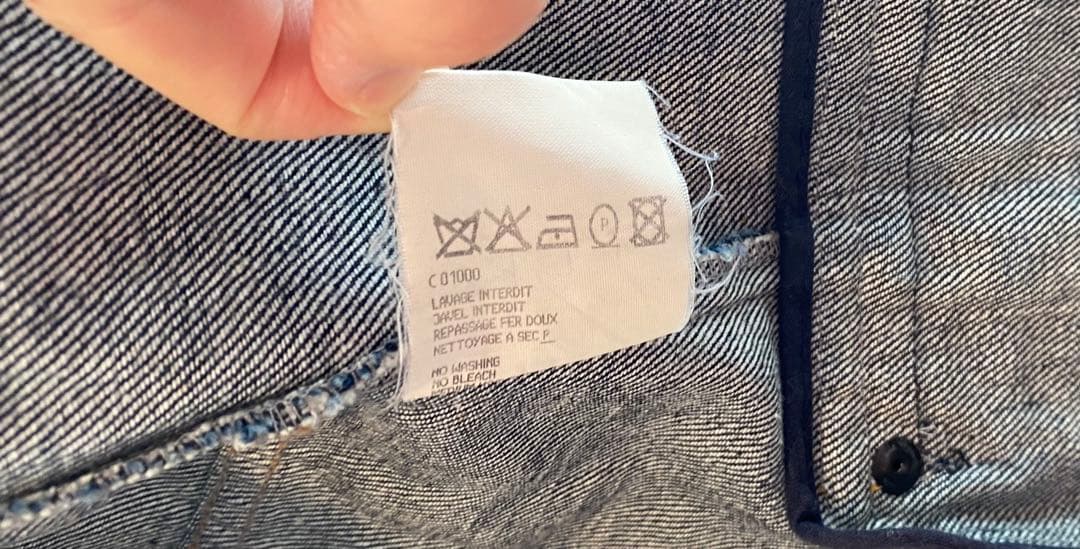 P
C 01000
LAVAGE INTERDIT
JAVEL INTERDIT
REPASSAGE FER DOUX
NETTOYAGE A SEC P
NO WASHING
NO BLEACH